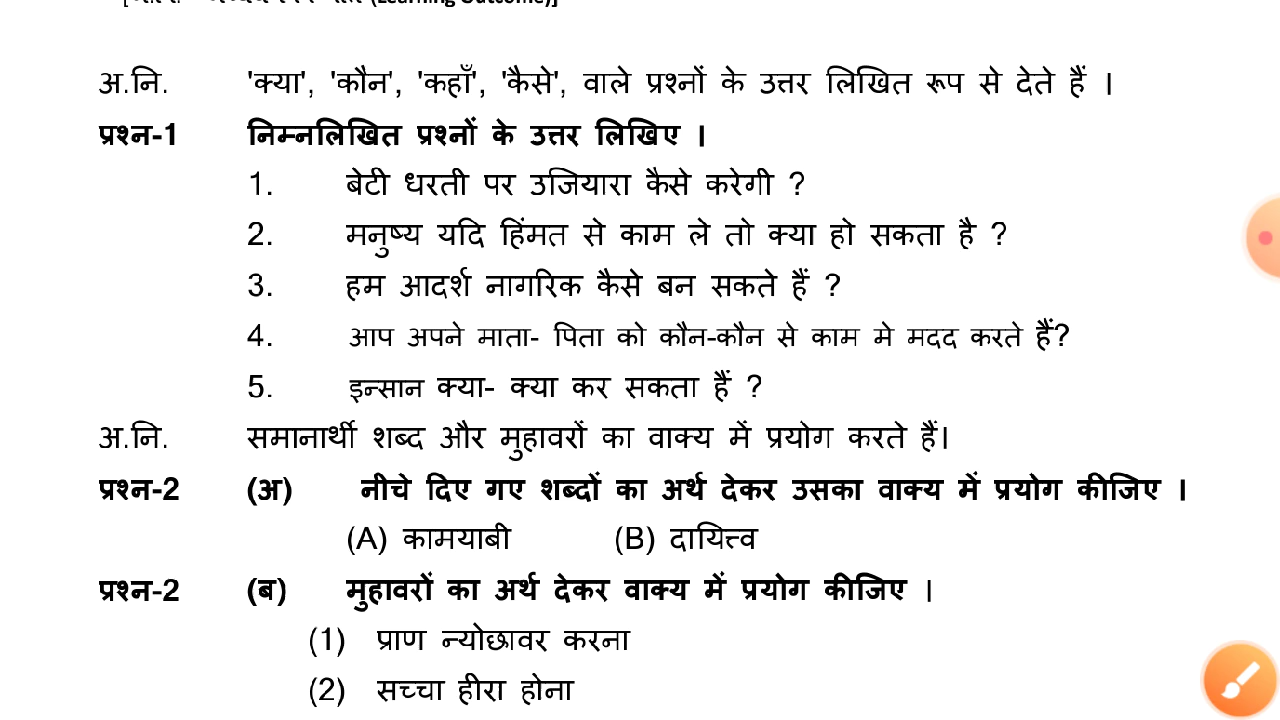 (Learning Outcome)]
अ.नि. 'क्या', 'कौन', 'कहाँ', 'कैसे', वाले प्रश्नों के उत्तर लिखित रूप से देते हैं ।
प्रश्न-1 निम्नलिखित प्रश्नों के उत्तर लिखिए ।
1. बेटी धरती पर उजियारा कैसे करेगी ?
2. मनुष्य यदि हिंमत से काम ले तो क्या हो सकता है ?
3. हम आदर्श नागरिक कैसे बन सकते हैं ?
4. आप अपने माता- पिता को कौन-कौन से काम मे मदद करते हैं?
5. इन्सान क्या- क्या कर सकता हैं ?
अ.नि. समानार्थी शब्द और मुहावरों का वाक्य में प्रयोग करते हैं।
प्रश्न-2 (अ) नीचे दिए गए शब्दों का अर्थ देकर उसका वाक्य में प्रयोग कीजिए ।
(A) कामयाबी (B) दायित्त्व
प्रश्न-2 (ब) मुहावरों का अर्थ देकर वाक्य में प्रयोग कीजिए ।
(1) प्राण न्योछावर करना
(2) सच्चा हीरा होना